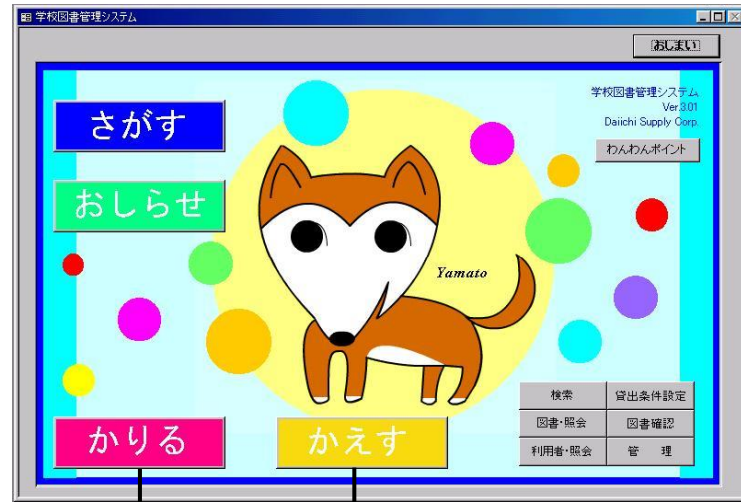 学校図書管理システム
おしまい
さがす
学校図書管理システム
Ver.3.01
Daiichi Supply Corp.
わんわんポイント
おしらせ
Yamato
検索
貸出条件設定
図書・照会
図書確認
利用者・照会
管　理
かりる
かえす